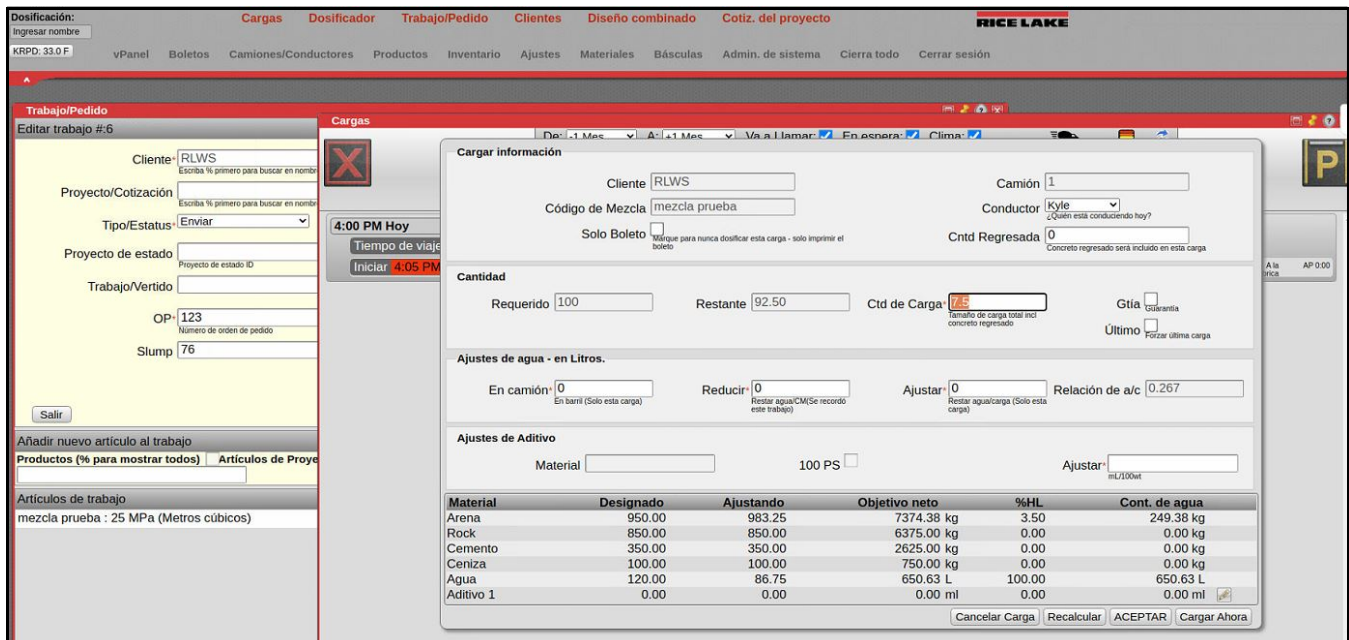 Dosificación:
Ingresar nombre
KRPD: 33.0 F
Cargas Dosificador Trabajo/Pedido Clientes Diseño combinado Cotiz. del proyecto
RICE LAKE
vPanel Boletos Camiones/Conductores Productos Inventario Ajustes Materiales Básculas Admin. de sistema Cierra todo Cerrar sesión
Trabajo/Pedido
Editar trabajo #:6
Cliente* RLWS
Escriba % primero para buscar en nombr
Proyecto/Cotización
Escriba % primero para buscar en nombr
Tipo/Estatus* Enviar
Proyecto de estado
Proyecto de estado ID
Trabajo/Vertido
OP* 123
Número de orden de pedido
Slump 76
Salir
Añadir nuevo artículo al trabajo
Productos (% para mostrar todos) Artículos de Proye
Artículos de trabajo
mezcla prueba : 25 MPa (Metros cúbicos)
Cargas
De: -1 Mes A: +1 Mes Va a Llamar: En espera: Clima:
X
P
4:00 PM Hoy
Tiempo de viaje
Iniciar 4:05 PM
A la
AP 0:00
Cargar información
Cliente RLWS
Camión 1
Código de Mezcla mezcla prueba
Conductor Kyle
¿Quién está conduciendo hoy?
Solo Boleto
Marque para nunca dosificar esta carga - solo imprimir el
boleto
Cntd Regresada 0
Concreto regresado será incluido en esta carga
Cantidad
Requerido 100
Restante 92.50
Ctd de Carga* 7.5
Tamaño de carga total incl
concreto regresado
Gtía
Guarantía
Último
Forzar última carga
Ajustes de agua - en Litros.
En camión* 0
En barril (Solo esta carga)
Reducir* 0
Restar agua/CM(Se recordó
este trabajo)
Ajustar* 0
Restar agua/carga (Solo esta
carga)
Relación de a/c 0.267
Ajustes de Aditivo
Material
100 PS
Ajustar*
mL/100wt
Material Designado Ajustando Objetivo neto %HL Cont. de agua
Arena 950.00 983.25 7374.38 kg 3.50 249.38 kg
Rock 850.00 850.00 6375.00 kg 0.00 0.00 kg
Cemento 350.00 350.00 2625.00 kg 0.00 0.00 kg
Ceniza 100.00 100.00 750.00 kg 0.00 0.00 kg
Agua 120.00 86.75 650.63 L 100.00 650.63 L
Aditivo 1 0.00 0.00 0.00 ml 0.00 0.00 ml
Cancelar Carga Recalcular ACEPTAR Cargar Ahora